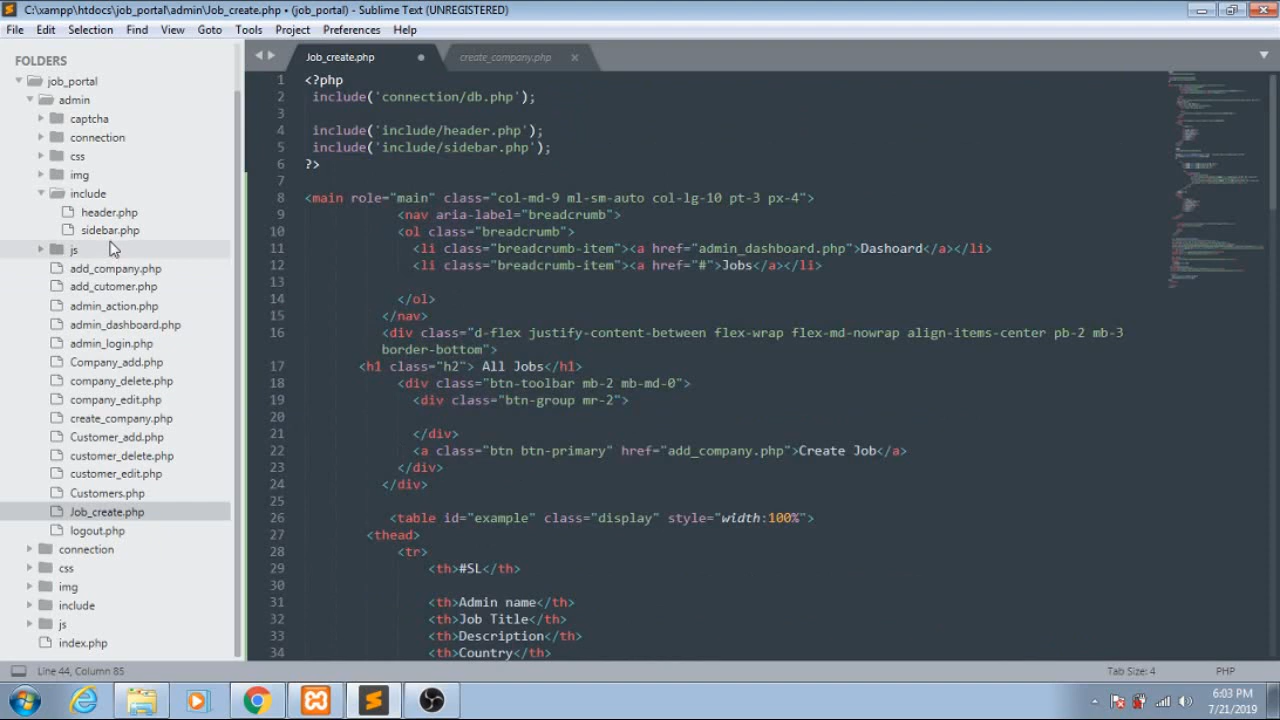 C:\xampp\htdocs\job_portal\admin\Job_create.php • (job_portal) - Sublime Text (UNREGISTERED)
File Edit Selection Find View Goto Tools Project Preferences Help
FOLDERS
job_portal
admin
captcha
connection
css
img
include
header.php
sidebar.php
js
add_company.php
add_cutomer.php
admin_action.php
admin_dashboard.php
admin_login.php
Company_add.php
company_delete.php
company_edit.php
create_company.php
Customer_add.php
customer_delete.php
customer_edit.php
Customers.php
Job_create.php
logout.php
connection
css
img
include
js
index.php
Job_create.php create_company.php
1 <?php
2 include('connection/db.php');
3
4 include('include/header.php');
5 include('include/sidebar.php');
6 ?>
7
8 <main role="main" class="col-md-9 ml-sm-auto col-lg-10 pt-3 px-4">
9 <nav aria-label="breadcrumb">
10 <ol class="breadcrumb">
11 <li class="breadcrumb-item"><a href="admin_dashboard.php">Dashoard</a></li>
12 <li class="breadcrumb-item"><a href="#">Jobs</a></li>
13
14 </ol>
15 </nav>
16 <div class="d-flex justify-content-between flex-wrap flex-md-nowrap align-items-center pb-2 mb-3
border-bottom">
17 <h1 class="h2"> All Jobs</h1>
18 <div class="btn-toolbar mb-2 mb-md-0">
19 <div class="btn-group mr-2">
20
21 </div>
22 <a class="btn btn-primary" href="add_company.php">Create Job</a>
23 </div>
24 </div>
25
26 <table id="example" class="display" style="width:100%">
27 <thead>
28 <tr>
29 <th>#SL</th>
30
31 <th>Admin name</th>
32 <th>Job Title</th>
33 <th>Description</th>
34 <th>Country</th>
Line 44, Column 85 Tab Size: 4 PHP
6:03 PM
7/21/2019